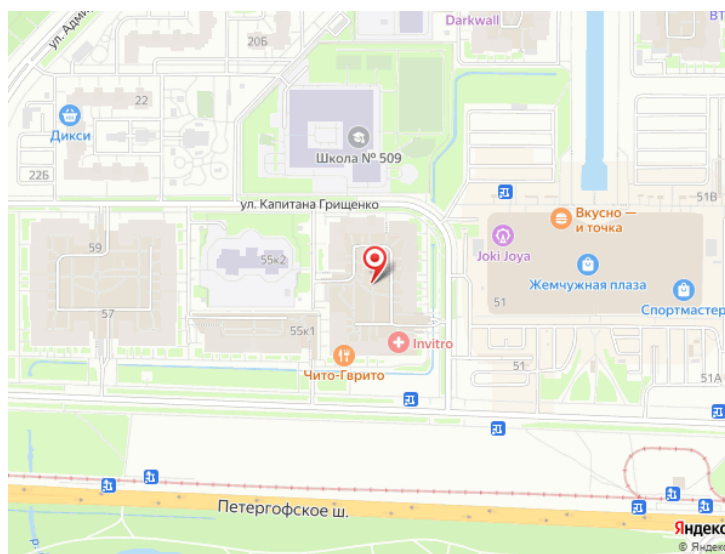 Darkwall
ВТ
ул. Адми
20Б
22
Дикси
Школа № 509
22Б
ул. Капитана Грищенко
51В
Вкусно —
и точка
59
Joki Joya
55к2
Жемчужная плаза
57
51
Спортмастер
55к1
Invitro
Чито-Гврито
51
51А
Петергофское ш.
Яндекс
© Яндекс